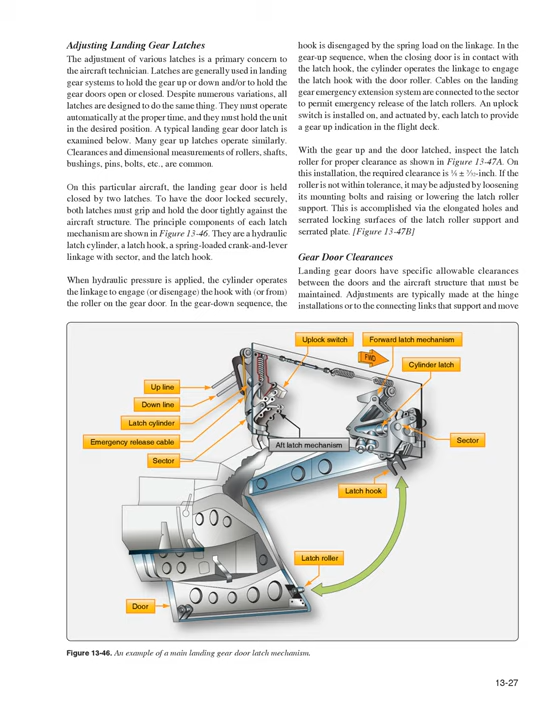 Adjusting Landing Gear Latches
The adjustment of various latches is a primary concern to
the aircraft technician. Latches are generally used in landing
gear systems to hold the gear up or down and/or to hold the
gear doors open or closed. Despite numerous variations, all
latches are designed to do the same thing. They must operate
automatically at the proper time, and they must hold the unit
in the desired position. A typical landing gear door latch is
examined below. Many gear up latches operate similarly.
Clearances and dimensional measurements of rollers, shafts,
bushings, pins, bolts, etc., are common.
On this particular aircraft, the landing gear door is held
closed by two latches. To have the door locked securely,
both latches must grip and hold the door tightly against the
aircraft structure. The principle components of each latch
mechanism are shown in Figure 13-46. They are a hydraulic
latch cylinder, a latch hook, a spring-loaded crank-and-lever
linkage with sector, and the latch hook.
When hydraulic pressure is applied, the cylinder operates
the linkage to engage (or disengage) the hook with (or from)
the roller on the gear door. In the gear-down sequence, the
hook is disengaged by the spring load on the linkage. In the
gear-up sequence, when the closing door is in contact with
the latch hook, the cylinder operates the linkage to engage
the latch hook with the door roller. Cables on the landing
gear emergency extension system are connected to the sector
to permit emergency release of the latch rollers. An uplock
switch is installed on, and actuated by, each latch to provide
a gear up indication in the flight deck.
With the gear up and the door latched, inspect the latch
roller for proper clearance as shown in Figure 13-47A. On
this installation, the required clearance is ± -inch. If the
roller is not within tolerance, it may be adjusted by loosening
its mounting bolts and raising or lowering the latch roller
support. This is accomplished via the elongated holes and
serrated locking surfaces of the latch roller support and
serrated plate. [Figure 13-47B]
Gear Door Clearances
Landing gear doors have specific allowable clearances
between the doors and the aircraft structure that must be
maintained. Adjustments are typically made at the hinge
installations or to the connecting links that support and move
Uplock switch
Forward latch mechanism
FWD
Cylinder latch
Up line
Down line
Latch cylinder
Emergency release cable
Sector
Aft latch mechanism
Sector
Latch hook
Latch roller
Door
Figure 13-46. An example of a main landing gear door latch mechanism.
13-27